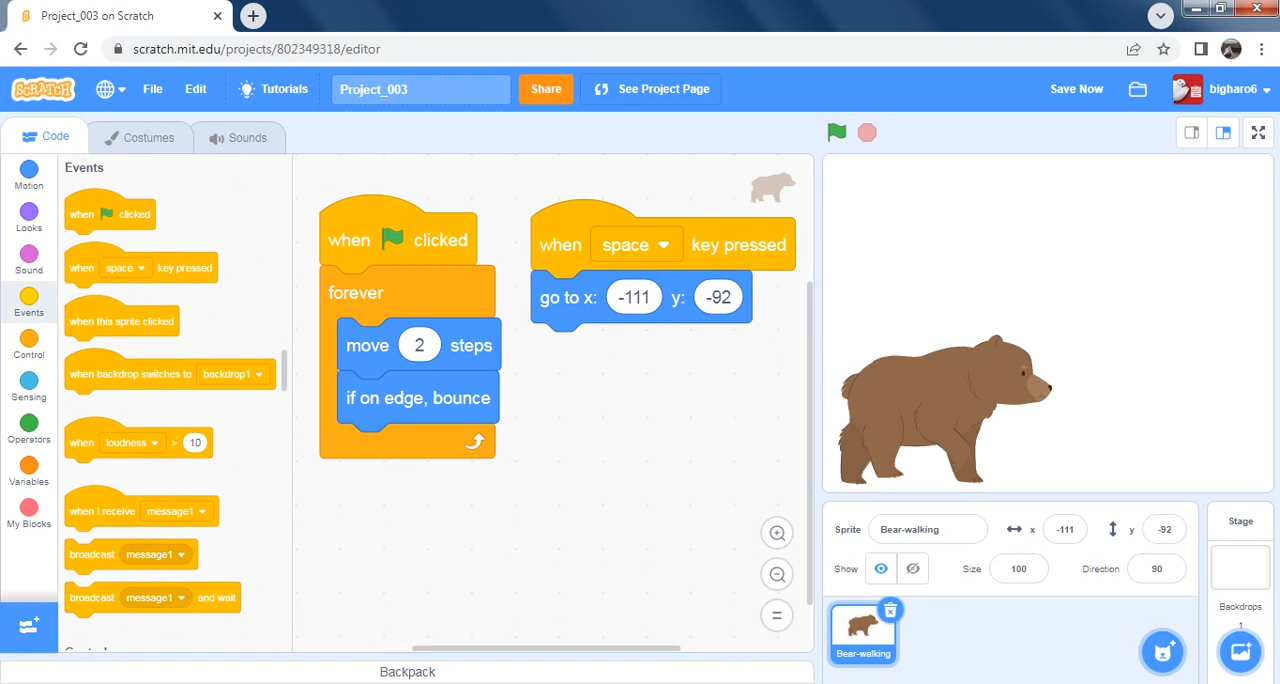 Project_003 on Scratch
scratch.mit.edu/projects/802349318/editor
SCRATCH File Edit Tutorials Project_003 Share See Project Page Save Now bigharo6
Code Costumes Sounds
Motion
Looks
Sound
Events
Control
Sensing
Operators
Variables
My Blocks
Events
when clicked
when space key pressed
when this sprite clicked
when backdrop switches to backdrop1
when loudness > 10
when I receive message1
broadcast message1
broadcast message1 and wait
when clicked
forever
move 2 steps
if on edge, bounce
when space key pressed
go to x: -111 y: -92
Sprite Bear-walking x -111 y -92
Show Size 100 Direction 90
Bear-walking
Stage
Backdrops
1
Backpack